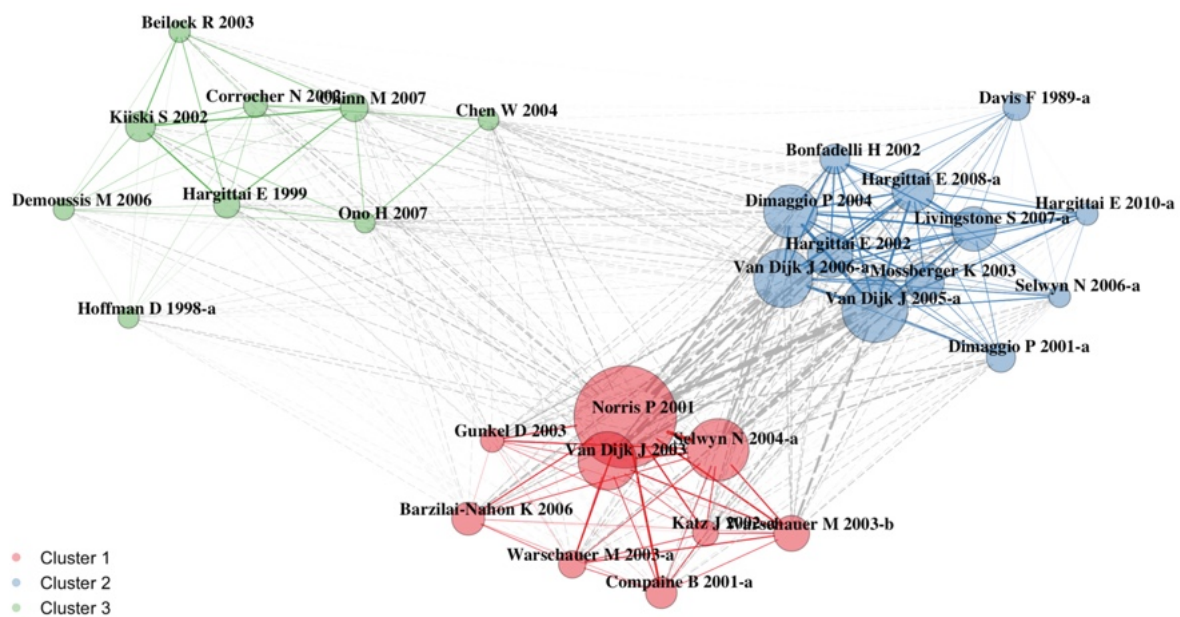 Beilock R 2003
Corrocher N 2002
Chinn M 2007
Kiiski S 2002
Chen W 2004
Demoussis M 2006
Hargittai E 1999
Ono H 2007
Hoffman D 1998-a
Davis F 1989-a
Bonfadelli H 2002
Hargittai E 2008-a
Dimaggio P 2004
Hargittai E 2010-a
Livingstone S 2007-a
Hargittai E 2002
Van Dijk J 2006-a
Mossberger K 2003
Selwyn N 2006-a
Van Dijk J 2005-a
Dimaggio P 2001-a
Norris P 2001
Gunkel D 2003
Selwyn N 2004-a
Van Dijk J 2003
Barzilai-Nahon K 2006
Katz J
Warschauer M 2003-b
Warschauer M 2003-a
Compaine B 2001-a
Cluster 1
Cluster 2
Cluster 3